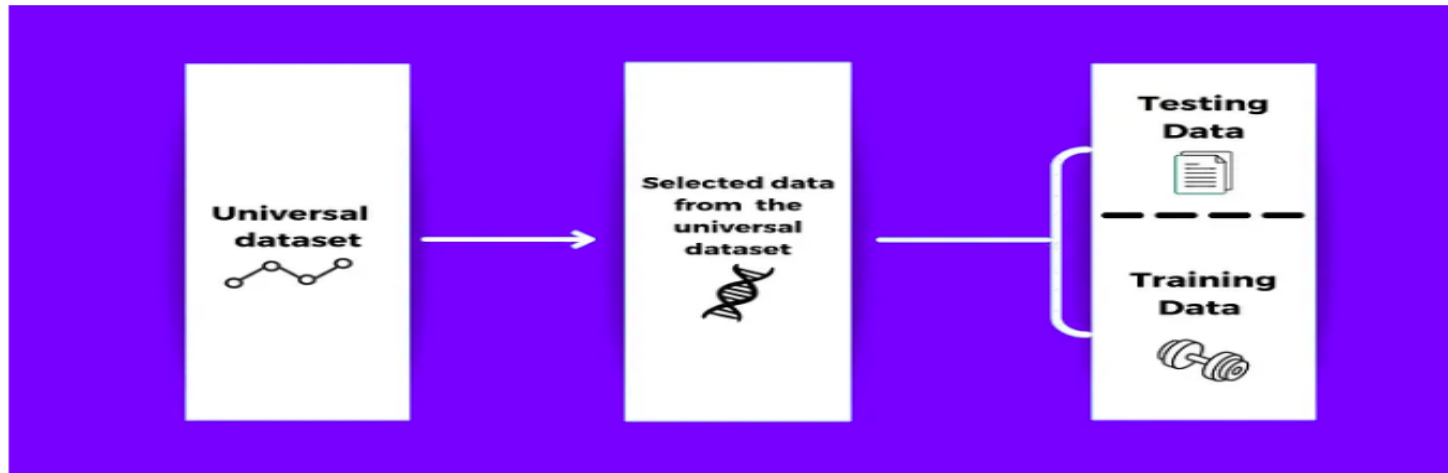 Universal
dataset
Selected data
from the
universal
dataset
Testing
Data
Training
Data